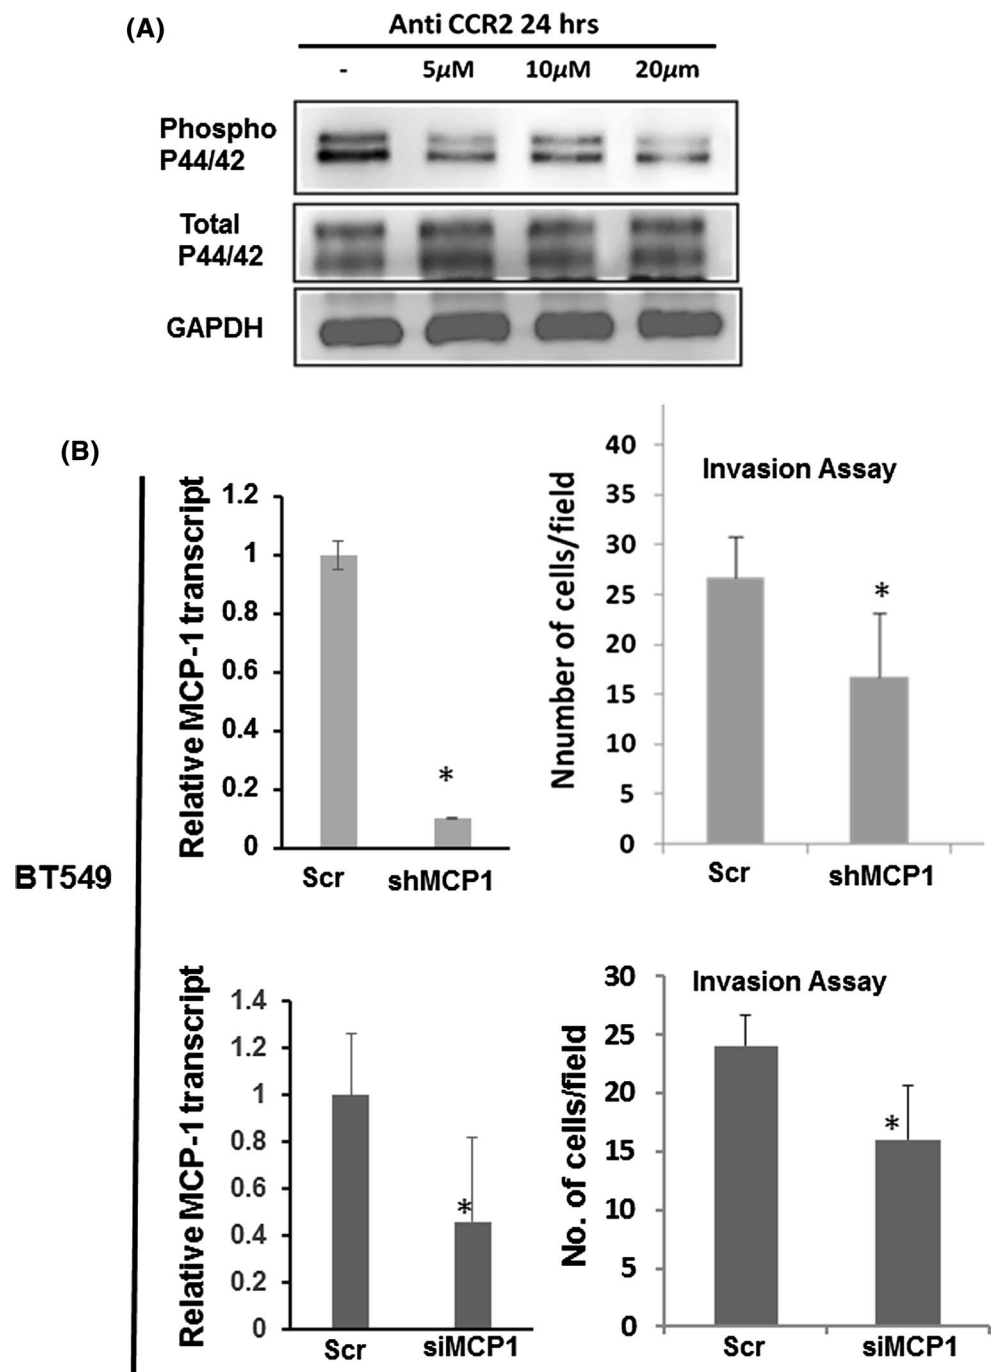 (A)
Anti CCR2 24 hrs
- 5µM 10µM 20µm
Phospho
P44/42
Total
P44/42
GAPDH
(B)
BT549
Relative MCP-1 transcript
1.2
1
0.8
0.6
0.4
0.2
0
*
Scr shMCP1
Nnumber of cells/field
Invasion Assay
40
35
30
25
20
15
10
5
0
*
Scr shMCP1
Relative MCP-1 transcript
1.4
1.2
1
0.8
0.6
0.4
0.2
0
*
Scr siMCP1
No. of cells/field
Invasion Assay
30
25
20
15
10
5
0
*
Scr siMCP1